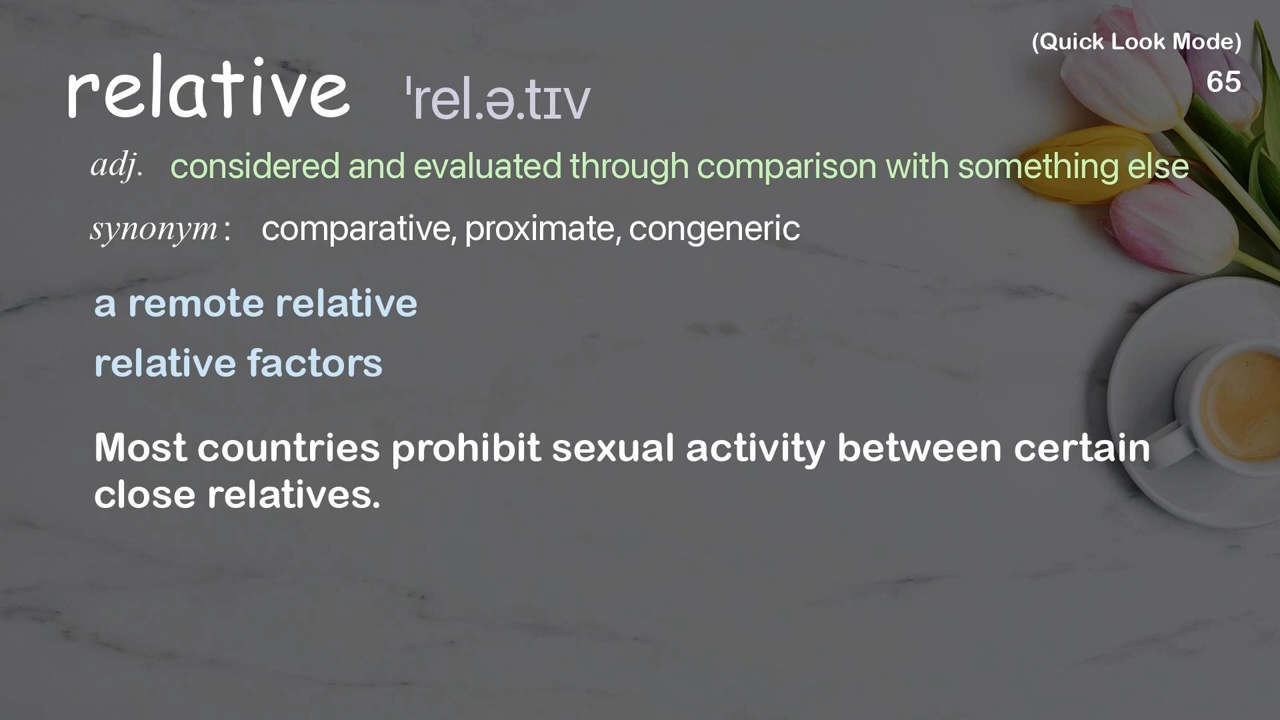 (Quick Look Mode)
65
relative ˈrel.ə.tɪv
adj. considered and evaluated through comparison with something else
synonym : comparative, proximate, congeneric
a remote relative
relative factors
Most countries prohibit sexual activity between certain
close relatives.